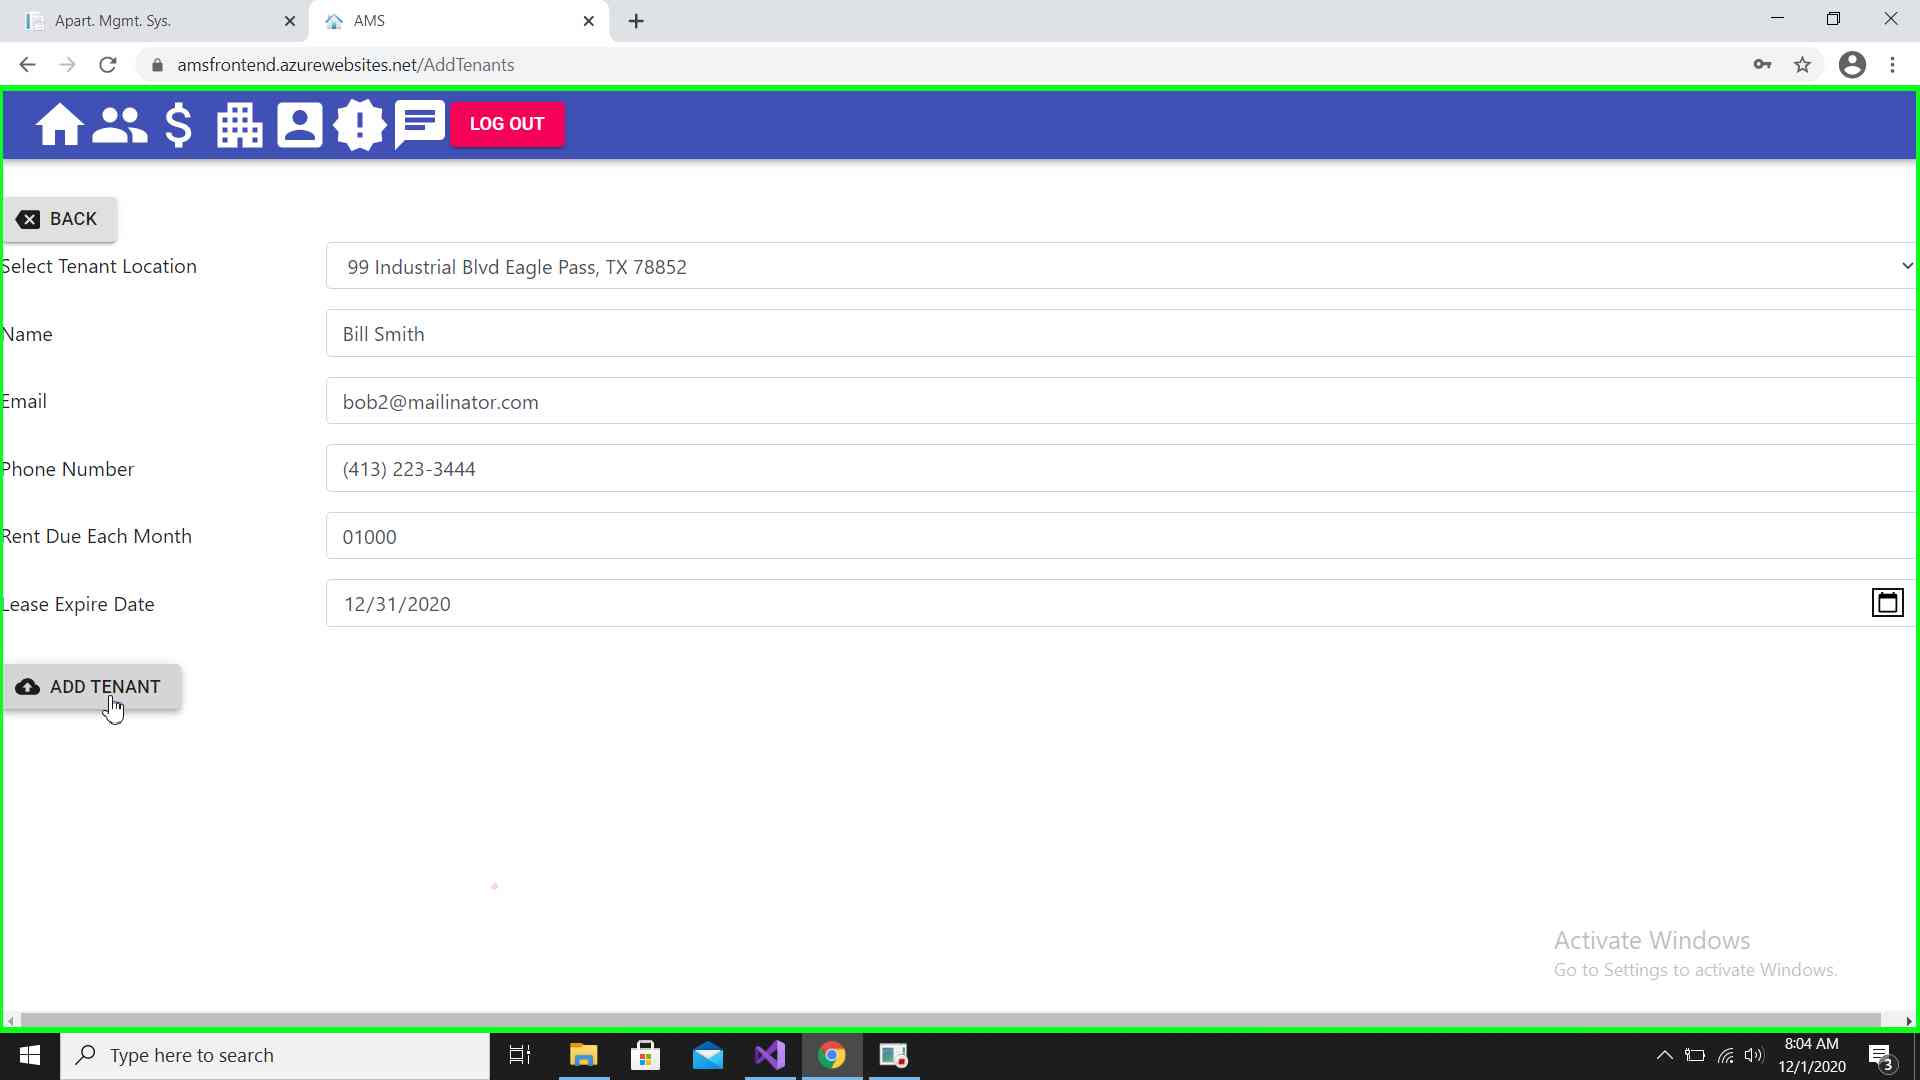 Apart. Mgmt. Sys.
AMS
amsfrontend.azurewebsites.net/AddTenants
LOG OUT
BACK
Select Tenant Location
99 Industrial Blvd Eagle Pass, TX 78852
Name
Bill Smith
Email
bob2@mailinator.com
Phone Number
(413) 223-3444
Rent Due Each Month
01000
Lease Expire Date
12/31/2020
ADD TENANT
Activate Windows
Go to Settings to activate Windows.
Type here to search
8:04 AM
12/1/2020
3